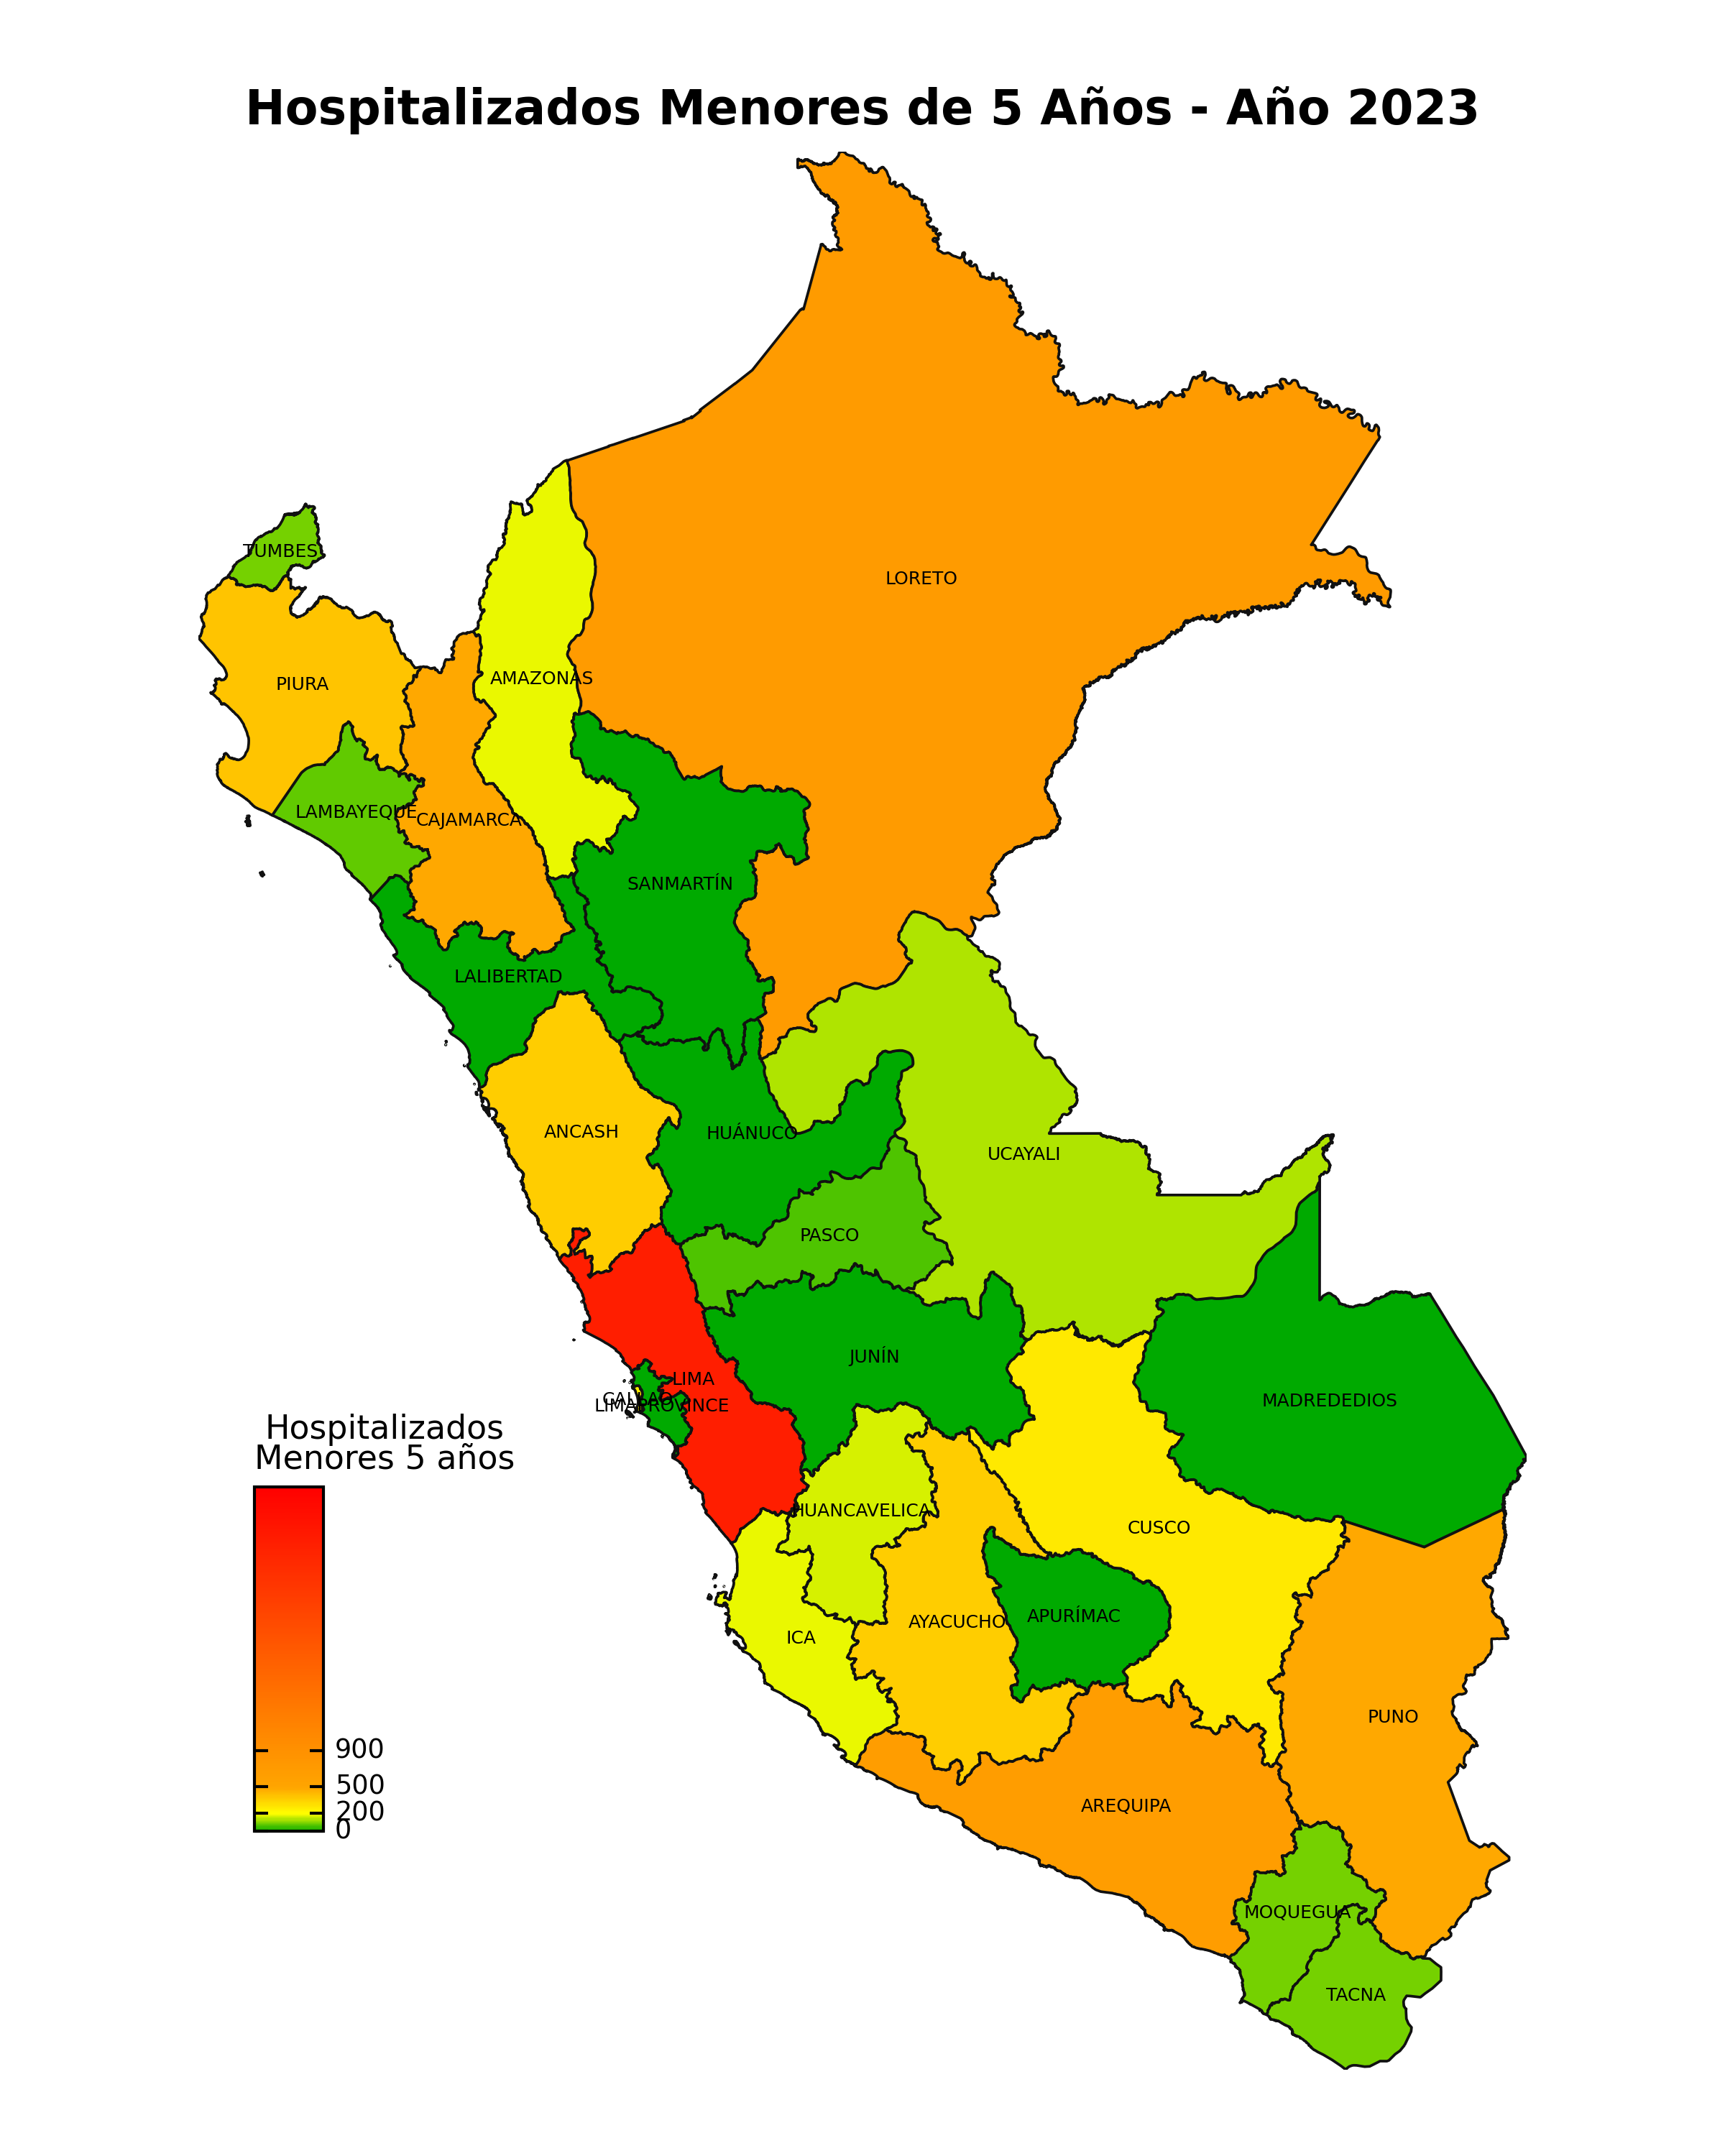 Hospitalizados Menores de 5 Años - Año 2023
TUMBES
LORETO
PIURA
AMAZONAS
LAMBAYEQUE
CAJAMARCA
SANMARTÍN
LALIBERTAD
ANCASH
HUÁNUCO
UCAYALI
PASCO
JUNÍN
LIMA
CALLAO
LIMAPROVINCE
MADREDEDIOS
HUANCAVELICA
CUSCO
AYACUCHO
APURÍMAC
ICA
PUNO
AREQUIPA
MOQUEGUA
TACNA
Hospitalizados
Menores 5 años
900
500
200
0